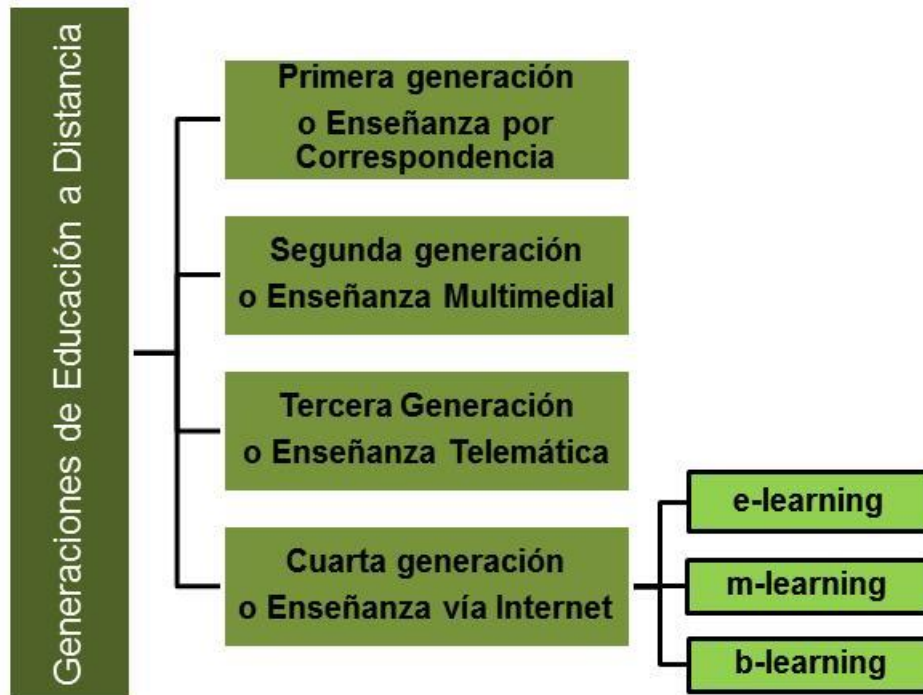 Generaciones de Educación a Distancia
Primera generación
o Enseñanza por
Correspondencia
Segunda generación
o Enseñanza Multimedial
Tercera Generación
o Enseñanza Telemática
Cuarta generación
o Enseñanza vía Internet
e-learning
m-learning
b-learning